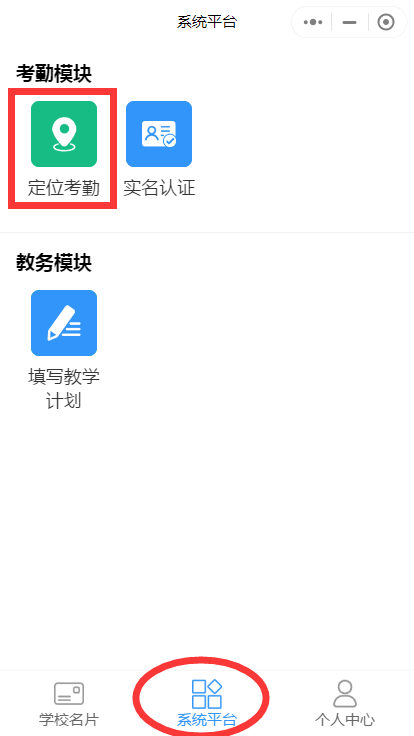 系统平台
考勤模块
定位考勤
实名认证
教务模块
填写教学
计划
学校名片
系统平台
个人中心